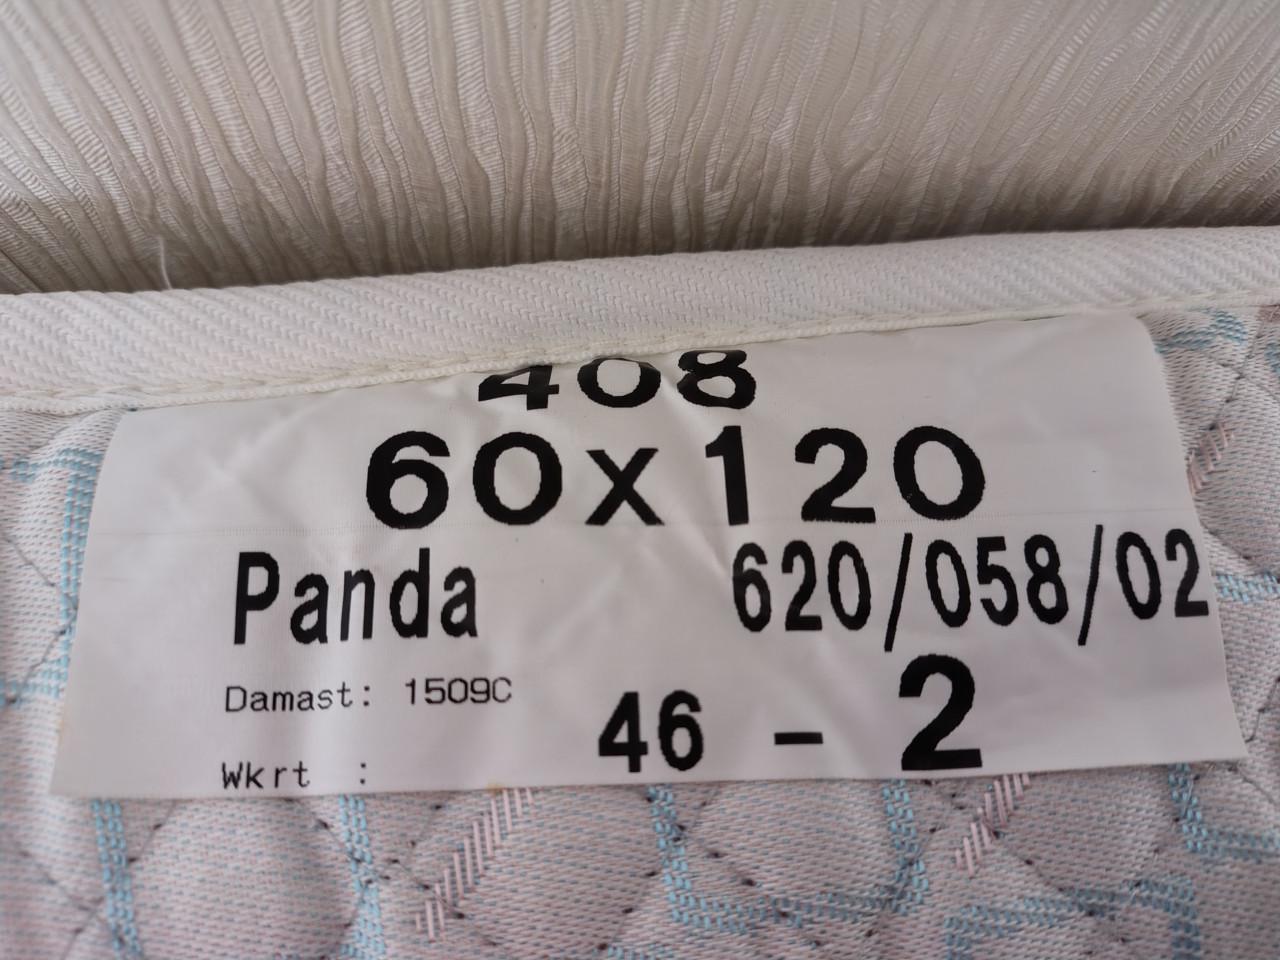 408
60x120
Panda 620/058/02
Damast: 1509C
46 - 2
Wkrt :